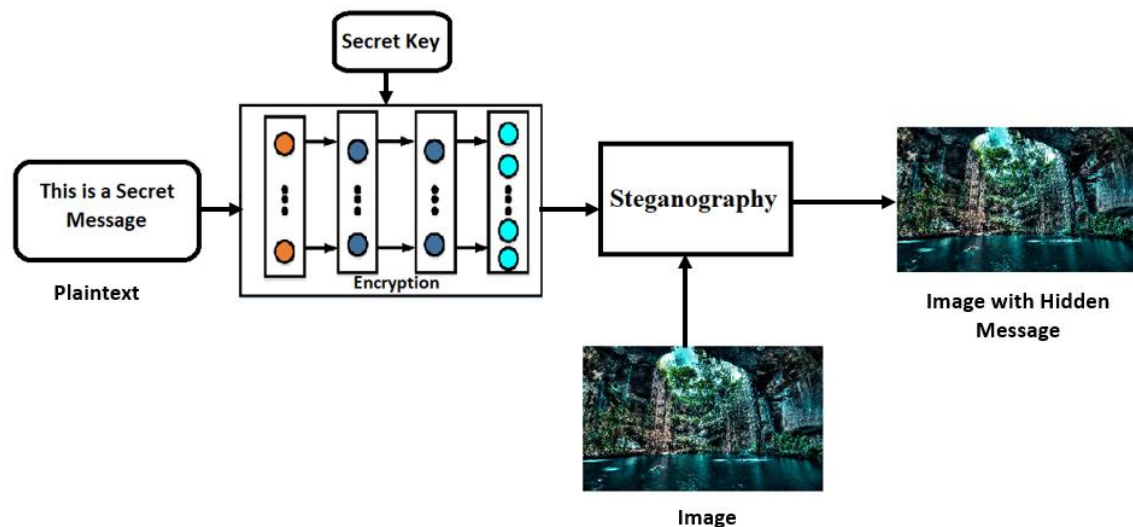 Secret Key
This is a Secret
Message
Plaintext
Encryption
Steganography
Image with Hidden
Message
Image